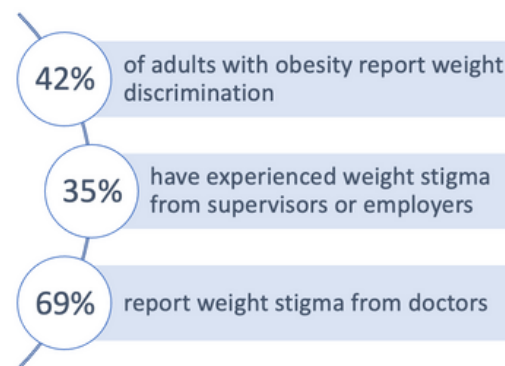 42%
of adults with obesity report weight
discrimination
35%
have experienced weight stigma
from supervisors or employers
69%
report weight stigma from doctors